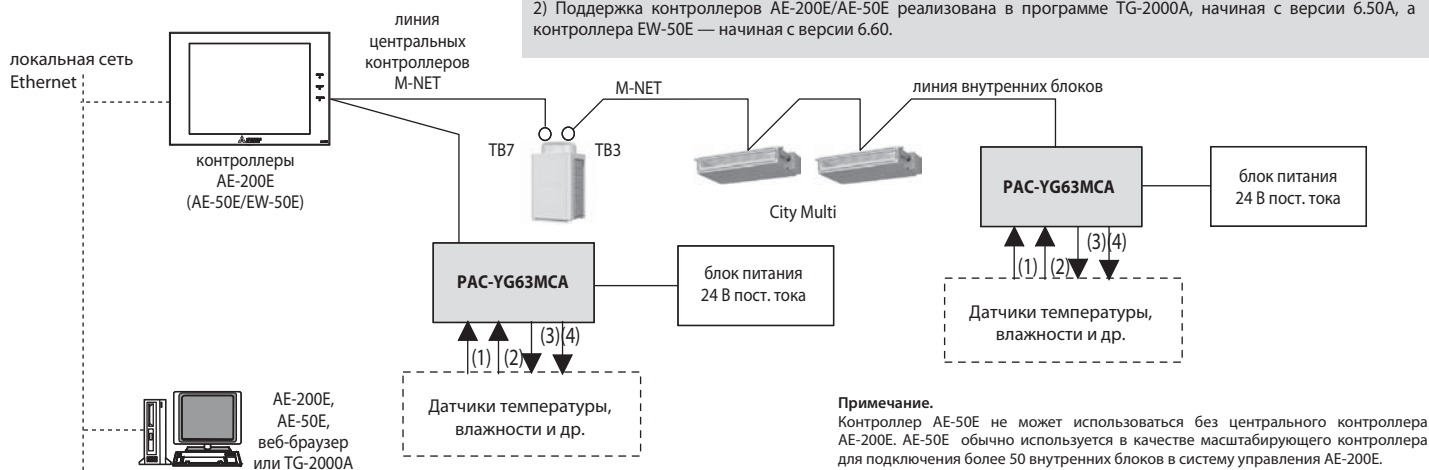 2) Поддержка контроллеров AE-200E/AE-50E реализована в программе TG-2000A, начиная с версии 6.50A, а
контроллера EW-50E — начиная с версии 6.60.
локальная сеть
Ethernet
линия
центральных
контроллеров
M-NET
контроллеры
AE-200E
(AE-50E/EW-50E)
TB7
TB3
M-NET
линия внутренних блоков
City Multi
PAC-YG63MCA
блок питания
24 В пост. тока
(1)
(2)
(3)
(4)
Датчики температуры,
влажности и др.
PAC-YG63MCA
блок питания
24 В пост. тока
(1)
(2)
(3)
(4)
Датчики температуры,
влажности и др.
AE-200E,
AE-50E,
веб-браузер
или TG-2000A
Примечание.
Контроллер AE-50E не может использоваться без центрального контроллера
AE-200E. AE-50E обычно используется в качестве масштабирующего контроллера
для подключения более 50 внутренних блоков в систему управления AE-200E.